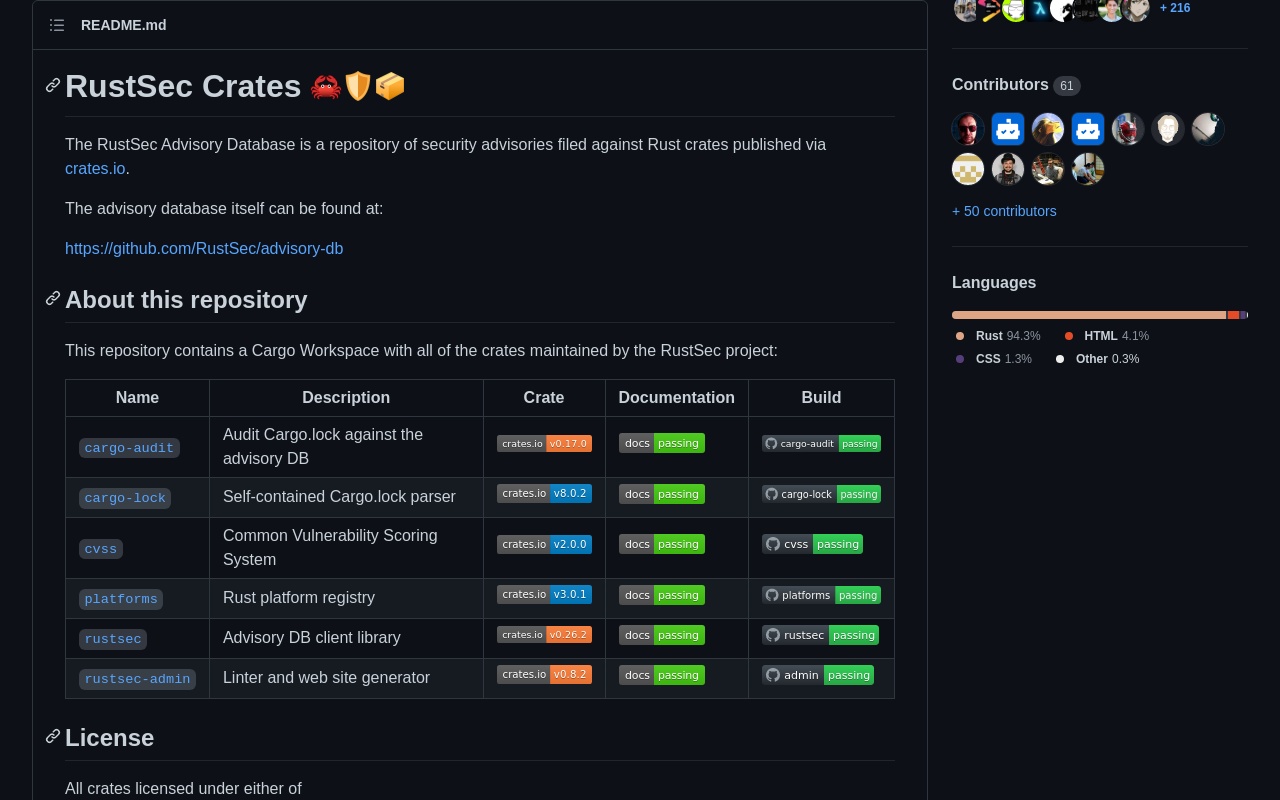 README.md
RustSec Crates 🦀🛡️📦
The RustSec Advisory Database is a repository of security advisories filed against Rust crates published via
crates.io.
The advisory database itself can be found at:
https://github.com/RustSec/advisory-db
About this repository
This repository contains a Cargo Workspace with all of the crates maintained by the RustSec project:
Name Description Crate Documentation Build
cargo-audit Audit Cargo.lock against the advisory DB crates.io v0.17.0 docs passing cargo-audit passing
cargo-lock Self-contained Cargo.lock parser crates.io v8.0.2 docs passing cargo-lock passing
cvss Common Vulnerability Scoring System crates.io v2.0.0 docs passing cvss passing
platforms Rust platform registry crates.io v3.0.1 docs passing platforms passing
rustsec Advisory DB client library crates.io v0.26.2 docs passing rustsec passing
rustsec-admin Linter and web site generator crates.io v0.8.2 docs passing admin passing
License
All crates licensed under either of
+ 216
Contributors 61
+ 50 contributors
Languages
Rust 94.3% HTML 4.1%
CSS 1.3% Other 0.3%